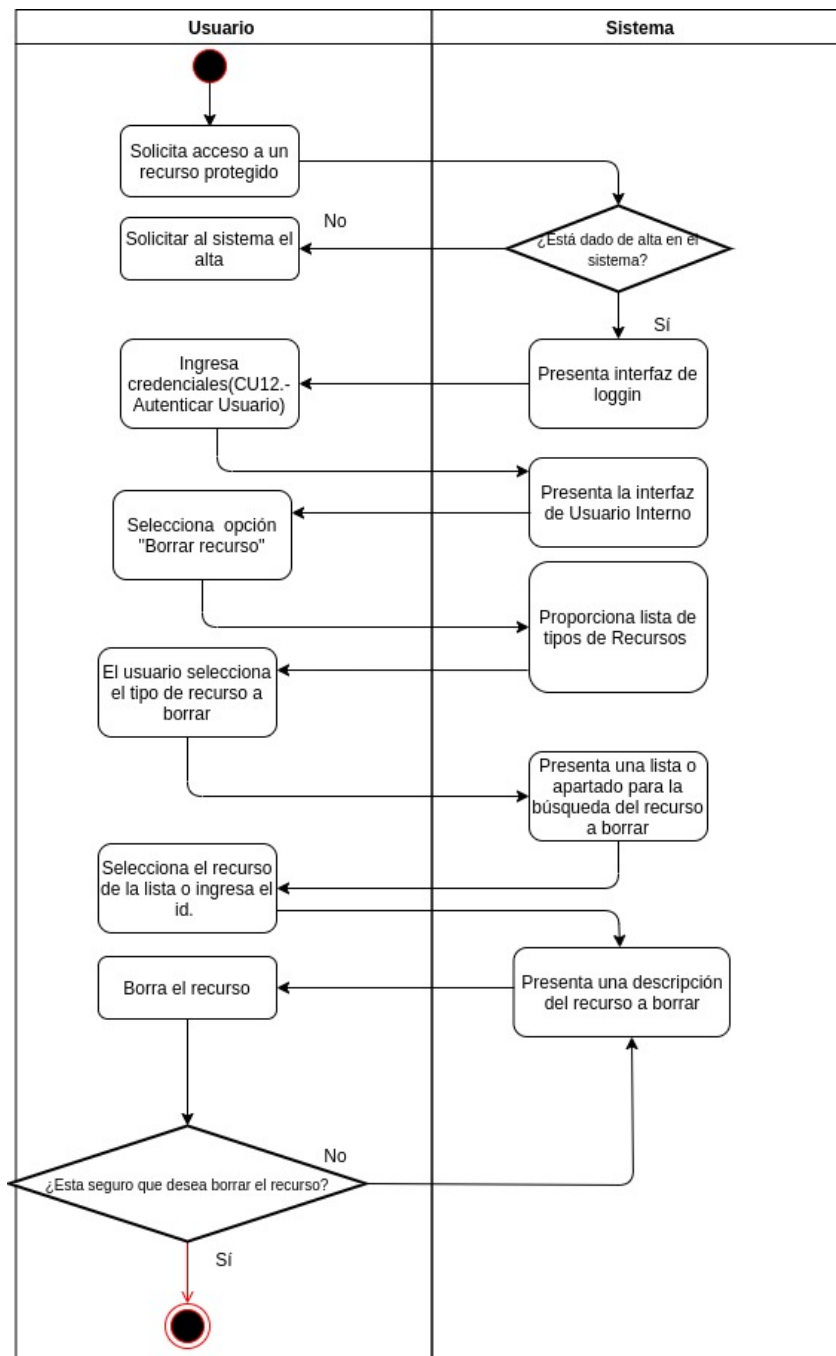 Usuario
Sistema
Solicita acceso a un
recurso protegido
¿Está dado de alta en el
sistema?
No
Solicitar al sistema el
alta
Sí
Presenta interfaz de
loggin
Ingresa
credenciales(CU12.-
Autenticar Usuario)
Presenta la interfaz
de Usuario Interno
Selecciona opción
"Borrar recurso"
Proporciona lista de
tipos de Recursos
El usuario selecciona
el tipo de recurso a
borrar
Presenta una lista o
apartado para la
búsqueda del recurso
a borrar
Selecciona el recurso
de la lista o ingresa el
id.
Presenta una descripción
del recurso a borrar
Borra el recurso
¿Esta seguro que desea borrar el recurso?
No
Sí